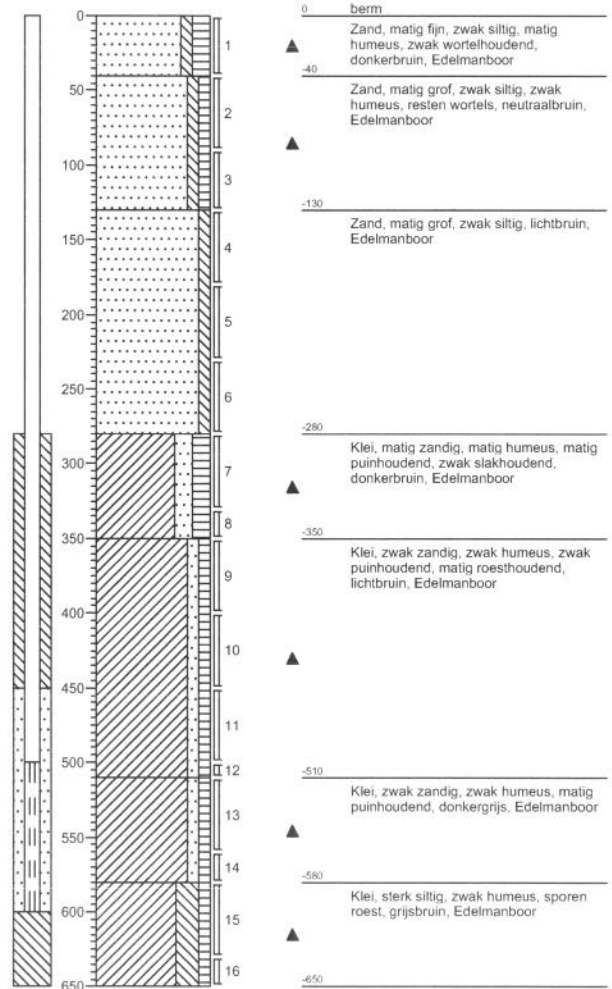 0
50
100
150
200
250
300
350
400
450
500
550
600
650
1
2
3
4
5
6
7
8
9
10
11
12
13
14
15
16
0 berm
Zand, matig fijn, zwak siltig, matig
humeus, zwak wortelhoudend,
donkerbruin, Edelmanboor
-40
Zand, matig grof, zwak siltig, zwak
humeus, resten wortels, neutraalbruin,
Edelmanboor
-130
Zand, matig grof, zwak siltig, lichtbruin,
Edelmanboor
-280
Klei, matig zandig, matig humeus, matig
puinhoudend, zwak slakhoudend,
donkerbruin, Edelmanboor
-350
Klei, zwak zandig, zwak humeus, zwak
puinhoudend, matig roesthoudend,
lichtbruin, Edelmanboor
-510
Klei, zwak zandig, zwak humeus, matig
puinhoudend, donkergrijs, Edelmanboor
-580
Klei, sterk siltig, zwak humeus, sporen
roest, grijsbruin, Edelmanboor
-650